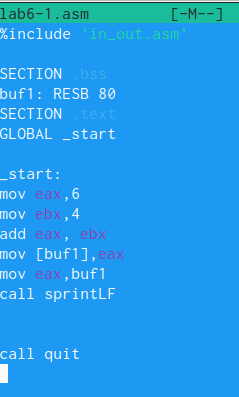 lab6-1.asm [-M--]
%include 'in_out.asm'
SECTION .bss
buf1: RESB 80
SECTION .text
GLOBAL _start
_start:
mov eax,6
mov ebx,4
add eax, ebx
mov [buf1],eax
mov eax,buf1
call sprintLF
call quit